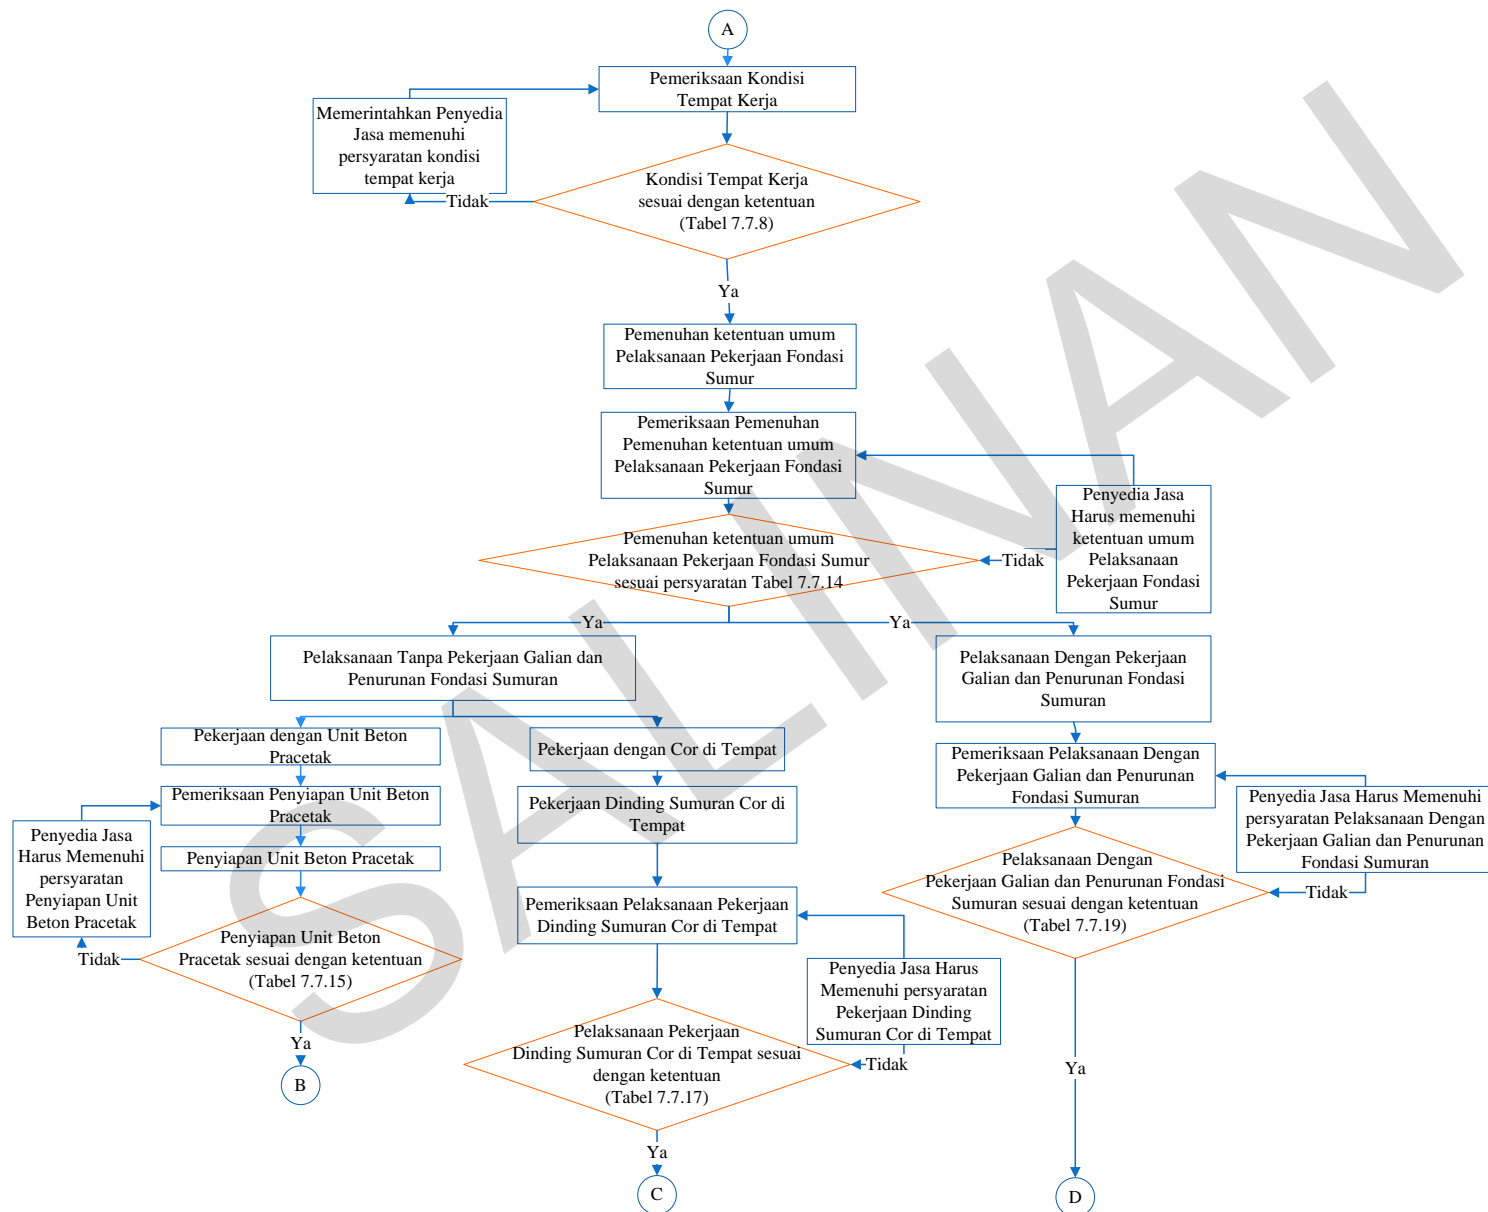 A
Pemeriksaan Kondisi
Tempat Kerja
Memerintahkan Penyedia
Jasa memenuhi
persyaratan kondisi
tempat kerja
Tidak
Kondisi Tempat Kerja
sesuai dengan ketentuan
(Tabel 7.7.8)
Ya
Pemenuhan ketentuan umum
Pelaksanaan Pekerjaan Fondasi
Sumur
Pemeriksaan Pemenuhan
Pemenuhan ketentuan umum
Pelaksanaan Pekerjaan Fondasi
Sumur
Penyedia Jasa
Harus memenuhi
ketentuan umum
Pelaksanaan
Pekerjaan Fondasi
Sumur
Pemenuhan ketentuan umum
Pelaksanaan Pekerjaan Fondasi Sumur
sesuai persyaratan Tabel 7.7.14
Tidak
Ya
Ya
Pelaksanaan Tanpa Pekerjaan Galian dan
Penurunan Fondasi Sumuran
Pelaksanaan Dengan Pekerjaan
Galian dan Penurunan Fondasi
Sumuran
Pekerjaan dengan Unit Beton
Pracetak
Pekerjaan dengan Cor di Tempat
Pemeriksaan Pelaksanaan Dengan
Pekerjaan Galian dan Penurunan
Fondasi Sumuran
Pemeriksaan Penyiapan Unit Beton
Pracetak
Pekerjaan Dinding Sumuran Cor di
Tempat
Penyedia Jasa Harus Memenuhi
persyaratan Pelaksanaan Dengan
Pekerjaan Galian dan Penurunan
Fondasi Sumuran
Penyedia Jasa
Harus Memenuhi
persyaratan
Penyiapan Unit
Beton Pracetak
Penyiapan Unit Beton Pracetak
Pelaksanaan Dengan
Pekerjaan Galian dan Penurunan Fondasi
Sumuran sesuai dengan ketentuan
(Tabel 7.7.19)
Tidak
Pemeriksaan Pelaksanaan Pekerjaan
Dinding Sumuran Cor di Tempat
Penyiapan Unit Beton
Pracetak sesuai dengan ketentuan
(Tabel 7.7.15)
Tidak
Penyedia Jasa Harus
Memenuhi persyaratan
Pekerjaan Dinding
Sumuran Cor di Tempat
Pelaksanaan Pekerjaan
Dinding Sumuran Cor di Tempat sesuai
dengan ketentuan
(Tabel 7.7.17)
Tidak
Ya
B
Ya
Ya
C
D
SALINAN